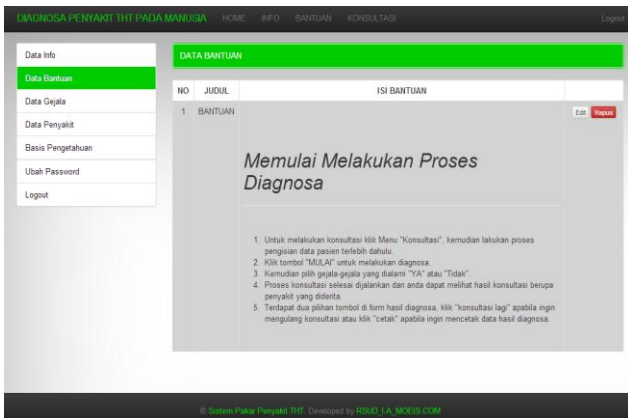 DIAGNOSA PENYAKIT THT PADA MANUSIA HOME INFO BANTUAN KONSULTASI Logout
Data Info
Data Bantuan
Data Gejala
Data Penyakit
Basis Pengetahuan
Ubah Password
Logout
DATA BANTUAN
NO JUDUL ISI BANTUAN
1 BANTUAN Edit Hapus
Memulai Melakukan Proses
Diagnosa
1. Untuk melakukan konsultasi klik Menu "Konsultasi", kemudian lakukan proses
pengisian data pasien terlebih dahulu.
2. Klik tombol "MULAI" untuk melakukan diagnosa.
3. Kemudian pilih gejala-gejala yang dialami "YA" atau "Tidak".
4. Proses konsultasi selesai dijalankan dan anda dapat melihat hasil konsultasi berupa
penyakit yang diderita.
5. Terdapat dua pilihan tombol di form hasil diagnosa, klik "konsultasi lagi" apabila ingin
mengulang konsultasi atau klik "cetak" apabila ingin mencetak data hasil diagnosa.
© Sistem Pakar Penyakit THT. Developed by RSUD_I.A_MOEIS.COM